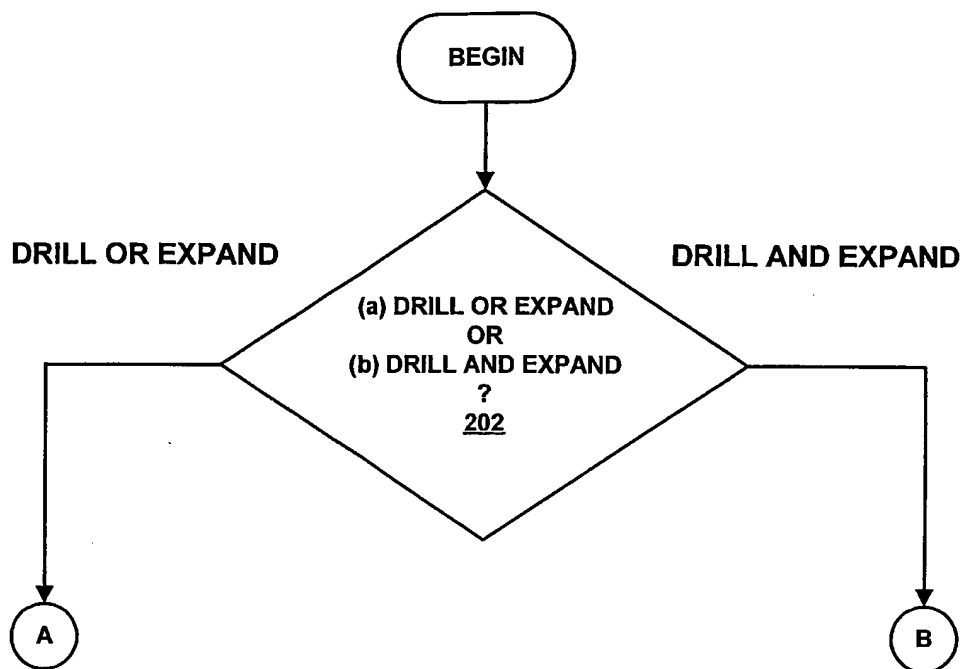 BEGIN
DRILL OR EXPAND
DRILL AND EXPAND
(a) DRILL OR EXPAND
OR
(b) DRILL AND EXPAND
?
202
A
B